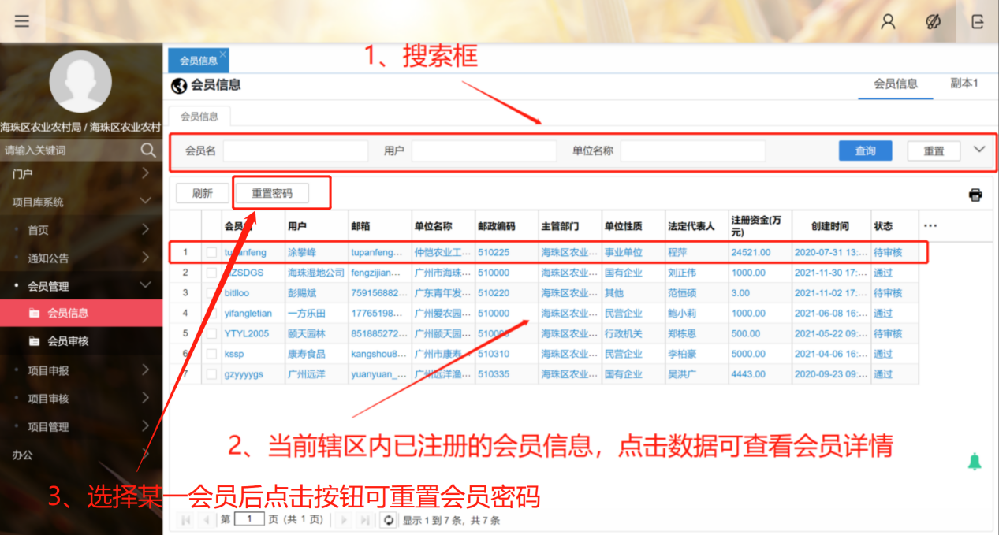 会员信息
1、搜索框
会员信息
会员信息 副本1
会员信息
海珠区农业农村局 / 海珠区农业农村
请输入关键词
会员名 用户 单位名称 查询 重置
门户
项目库系统
刷新 重置密码
首页
通知公告
会员管理
会员信息
会员审核
项目申报
项目审核
项目管理
办公
用户 邮箱 单位名称 邮政编码 主管部门 单位性质 法定代表人 注册资金(万元) 创建时间 状态 ...
1 tupanfeng 涂攀峰 tupanfeng... 仲恺农业工... 510225 海珠区农业... 事业单位 程萍 24521.00 2020-07-31 13:... 待审核
2 ZSDGS 海珠湿地公司 fengzijian... 广州市海珠... 510000 海珠区农业... 国有企业 刘正伟 1000.00 2021-11-30 17:... 通过
3 bitlloo 彭赐斌 759156882... 广东青年发... 510220 海珠区农业... 其他 范恒硕 3.00 2021-11-02 17:... 待审核
4 yifangletian 一方乐田 17765198... 广州爱农园... 510000 海珠区农业... 民营企业 鲍小莉 1000.00 2021-06-08 16:... 通过
5 YTYL2005 颐天园林 851885272... 广州颐天园... 510000 海珠区农业... 行政机关 郑栋恩 500.00 2021-05-22 09:... 待审核
6 kssp 康寿食品 kangshou8... 广州市康寿... 510310 海珠区农业... 民营企业 李柏豪 5000.00 2021-04-06 16:... 通过
7 gzyyyygs 广州远洋 yuanyuan_... 广州远洋渔... 510335 海珠区农业... 国有企业 吴洪广 4443.00 2020-09-23 09:... 通过
2、当前辖区内已注册的会员信息，点击数据可查看会员详情
3、选择某一会员后点击按钮可重置会员密码
第 1 页 (共 1 页) 显示 1 到 7 条，共 7 条